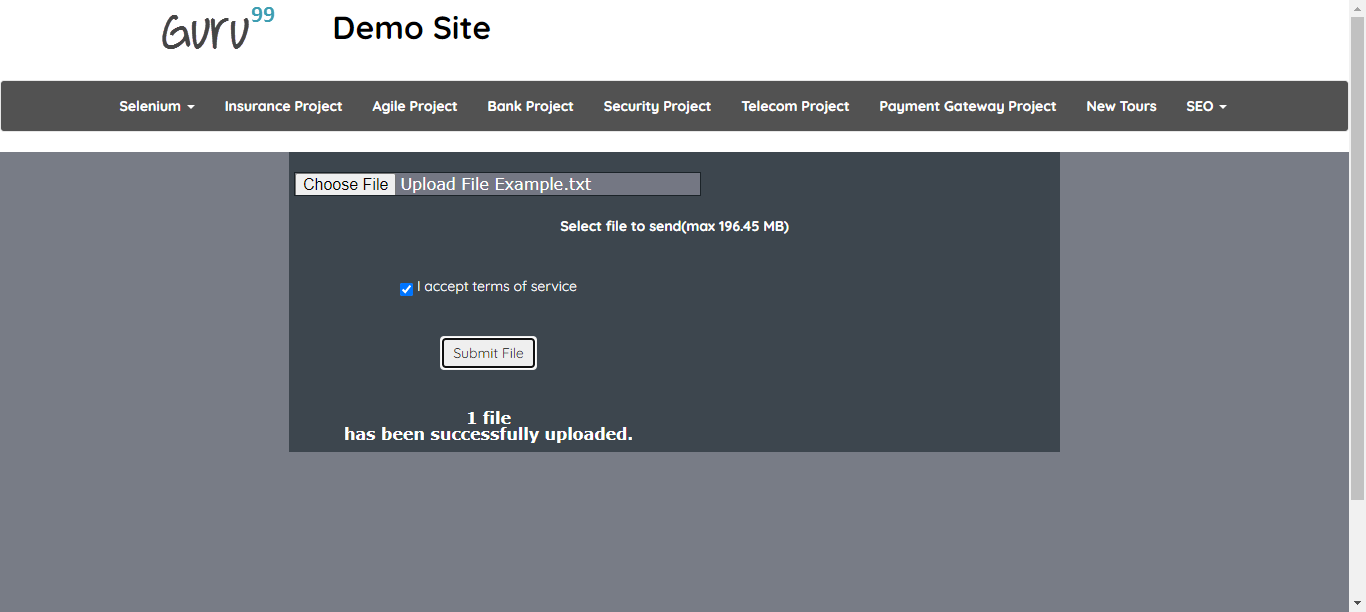 Guru99
Demo Site
Selenium Insurance Project Agile Project Bank Project Security Project Telecom Project Payment Gateway Project New Tours SEO
Choose File Upload File Example.txt
Select file to send(max 196.45 MB)
I accept terms of service
Submit File
1 file
has been successfully uploaded.